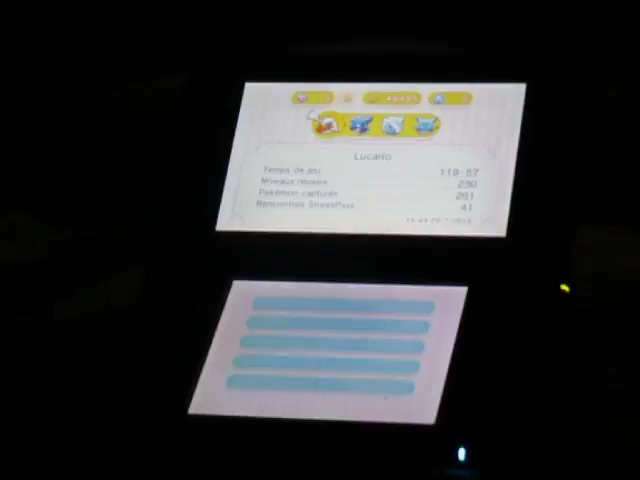 Lucario
Temps de jeu 119:57
Niveaux réussis 230
Pokémon capturés 261
Rencontres StreetPass 41